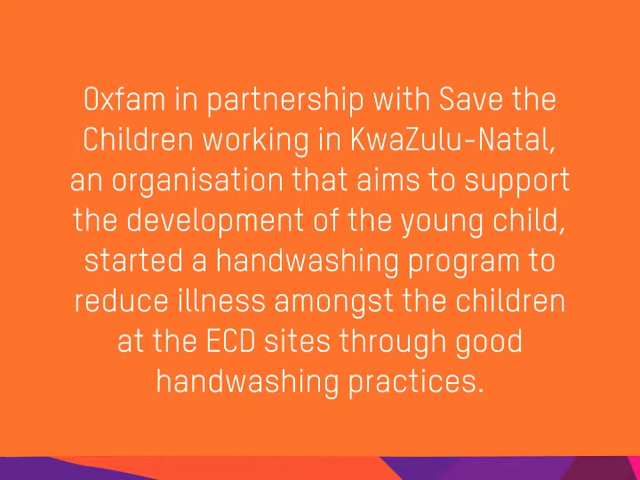 Oxfam in partnership with Save the
Children working in KwaZulu-Natal,
an organisation that aims to support
the development of the young child,
started a handwashing program to
reduce illness amongst the children
at the ECD sites through good
handwashing practices.